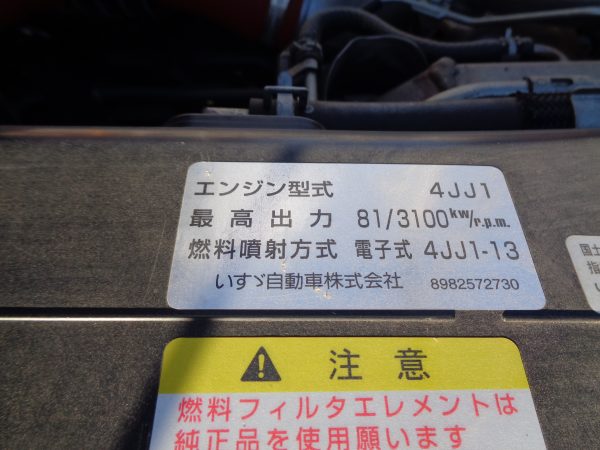 エンジン型式 4JJ1
最高出力 81/3100kw/r.p.m.
燃料噴射方式 電子式 4JJ1-13
いすゞ自動車株式会社 8982572730
国土
指
⚠ 注意
燃料フィルタエレメントは
純正品を使用願います